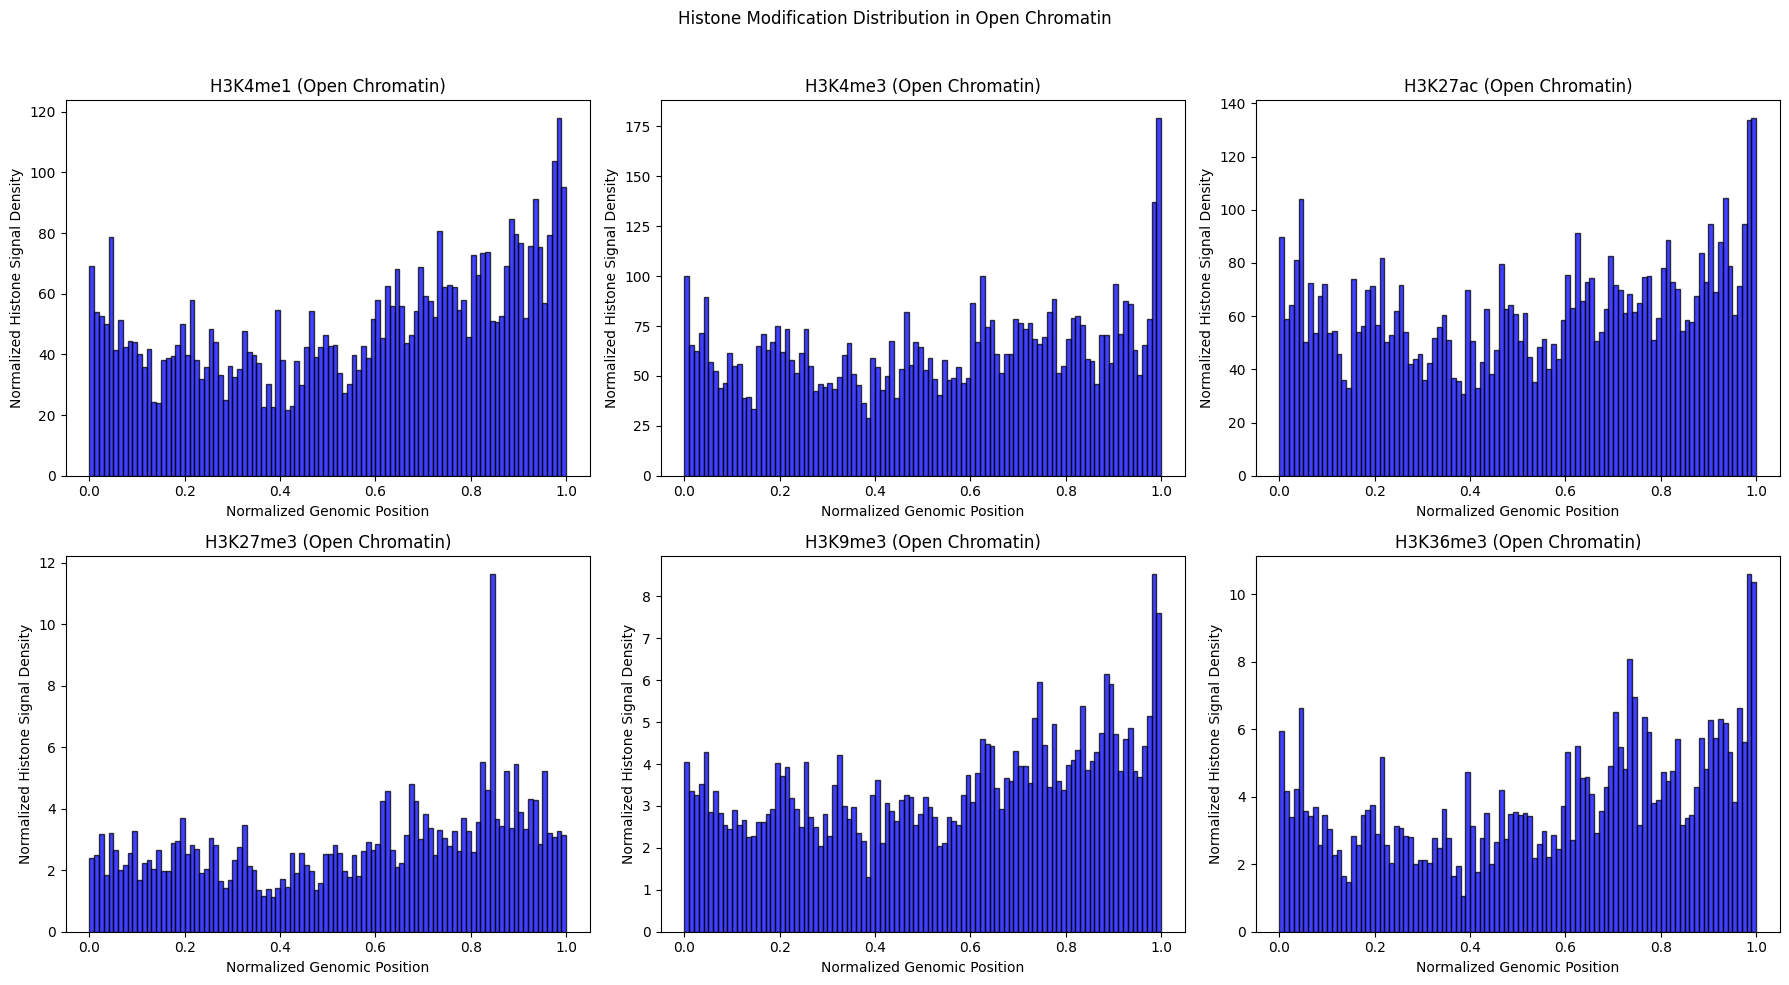 Histone Modification Distribution in Open Chromatin
H3K4me1 (Open Chromatin)
Normalized Histone Signal Density
120
100
80
60
40
20
0
0.0 0.2 0.4 0.6 0.8 1.0
Normalized Genomic Position
H3K4me3 (Open Chromatin)
Normalized Histone Signal Density
175
150
125
100
75
50
25
0
0.0 0.2 0.4 0.6 0.8 1.0
Normalized Genomic Position
H3K27ac (Open Chromatin)
Normalized Histone Signal Density
140
120
100
80
60
40
20
0
0.0 0.2 0.4 0.6 0.8 1.0
Normalized Genomic Position
H3K27me3 (Open Chromatin)
Normalized Histone Signal Density
12
10
8
6
4
2
0
0.0 0.2 0.4 0.6 0.8 1.0
Normalized Genomic Position
H3K9me3 (Open Chromatin)
Normalized Histone Signal Density
8
7
6
5
4
3
2
1
0
0.0 0.2 0.4 0.6 0.8 1.0
Normalized Genomic Position
H3K36me3 (Open Chromatin)
Normalized Histone Signal Density
10
8
6
4
2
0
0.0 0.2 0.4 0.6 0.8 1.0
Normalized Genomic Position